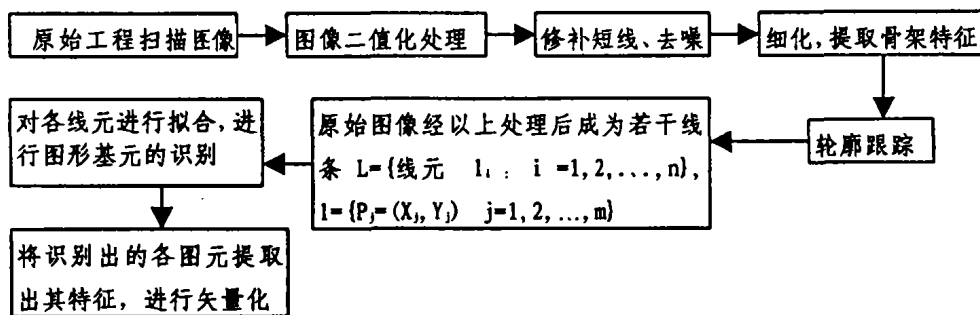 原始工程扫描图像
图像二值化处理
修补短线、去噪
细化,提取骨架特征
轮廓跟踪
原始图像经以上处理后成为若干线
条 L={线元 l_i : i =1,2,...,n},
l={P_j=(X_j,Y_j) j=1,2,...,m}
对各线元进行拟合,进
行图形基元的识别
将识别出的各图元提取
出其特征，进行矢量化